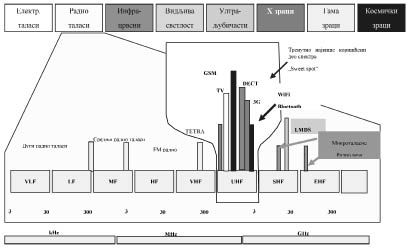 Електр. таласи
Радио таласи
Инфра-црвени
Видљива светлост
Ултра-љубичасти
X зраци
Гама зраци
Космички зраци
Тренутно највише коришћени део спектра
„Sweet spot“
GSM
TV
DECT
3G
WiFi
Bluetooth
LMDS
TETRA
Средњи радио таласи
Дуги радио таласи
FM радио
Микроталасна
VLF
LF
MF
HF
VHF
UHF
SHF
EHF
3
30
300
3
30
300
3
30
300
kHz
MHz
GHz